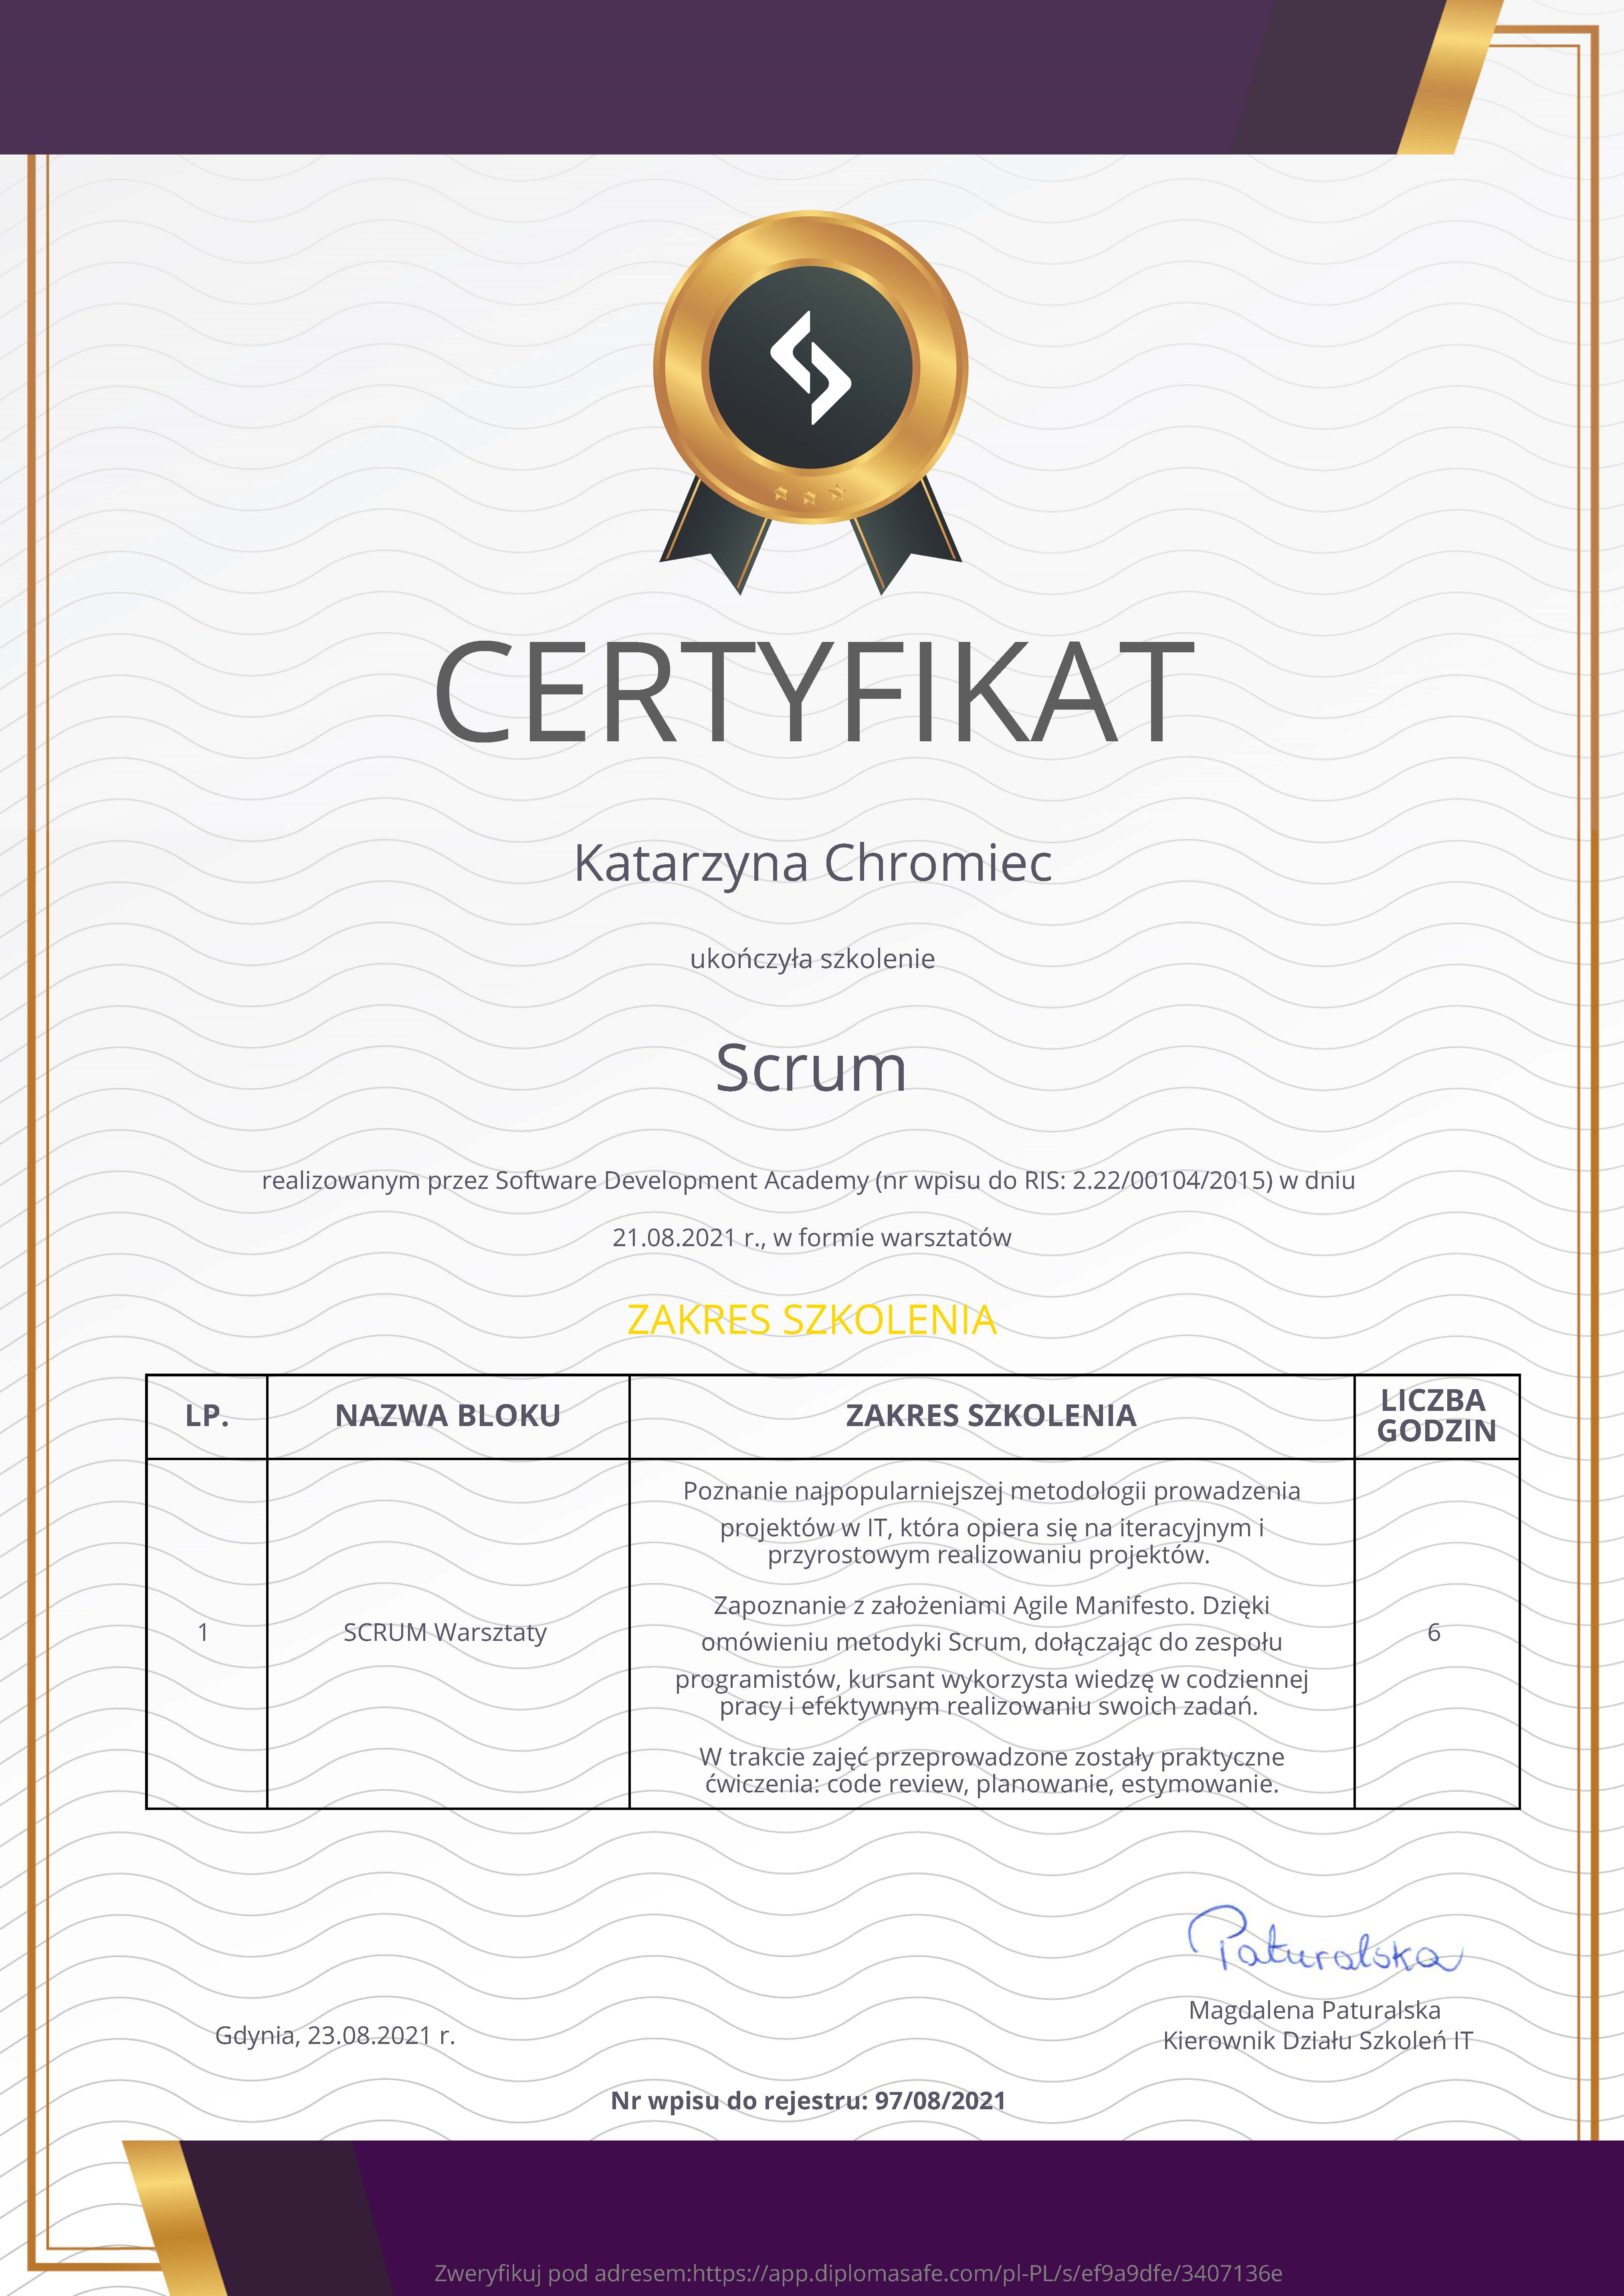 CERTYFIKAT
Katarzyna Chromiec
ukończyła szkolenie
Scrum
realizowanym przez Software Development Academy (nr wpisu do RIS: 2.22/00104/2015) w dniu
21.08.2021 r., w formie warsztatów
ZAKRES SZKOLENIA
LP.
NAZWA BLOKU
ZAKRES SZKOLENIA
LICZBA
GODZIN
1
SCRUM Warsztaty
Poznanie najpopularniejszej metodologii prowadzenia
projektów w IT, która opiera się na iteracyjnym i
przyrostowym realizowaniu projektów.
Zapoznanie z założeniami Agile Manifesto. Dzięki
omówieniu metodyki Scrum, dołączając do zespołu
programistów, kursant wykorzysta wiedzę w codziennej
pracy i efektywnym realizowaniu swoich zadań.
W trakcie zajęć przeprowadzone zostały praktyczne
ćwiczenia: code review, planowanie, estymowanie.
6
Paturalska
Magdalena Paturalska
Kierownik Działu Szkoleń IT
Gdynia, 23.08.2021 r.
Nr wpisu do rejestru: 97/08/2021
Zweryfikuj pod adresem:https://app.diplomasafe.com/pl-PL/s/ef9a9dfe/3407136e